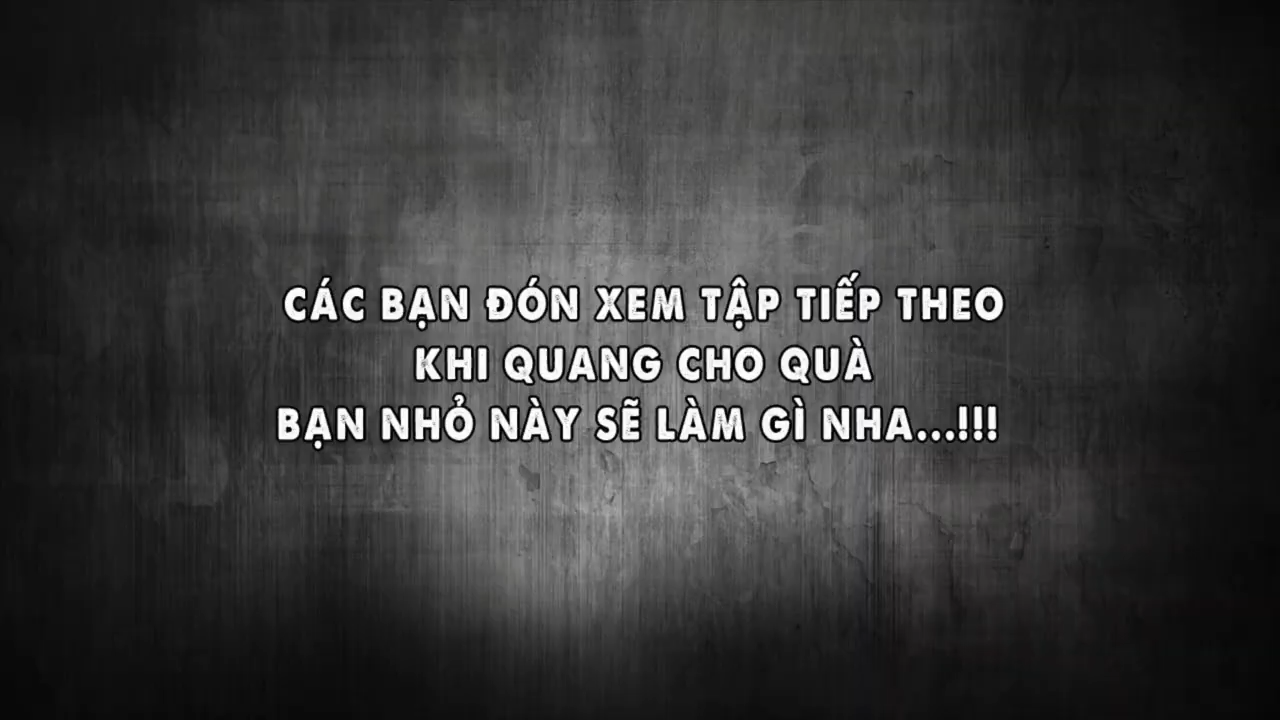 CÁC BẠN ĐÓN XEM TẬP TIẾP THEO
KHI QUANG CHO QUÀ
BẠN NHỎ NÀY SẼ LÀM GÌ NHA...!!!